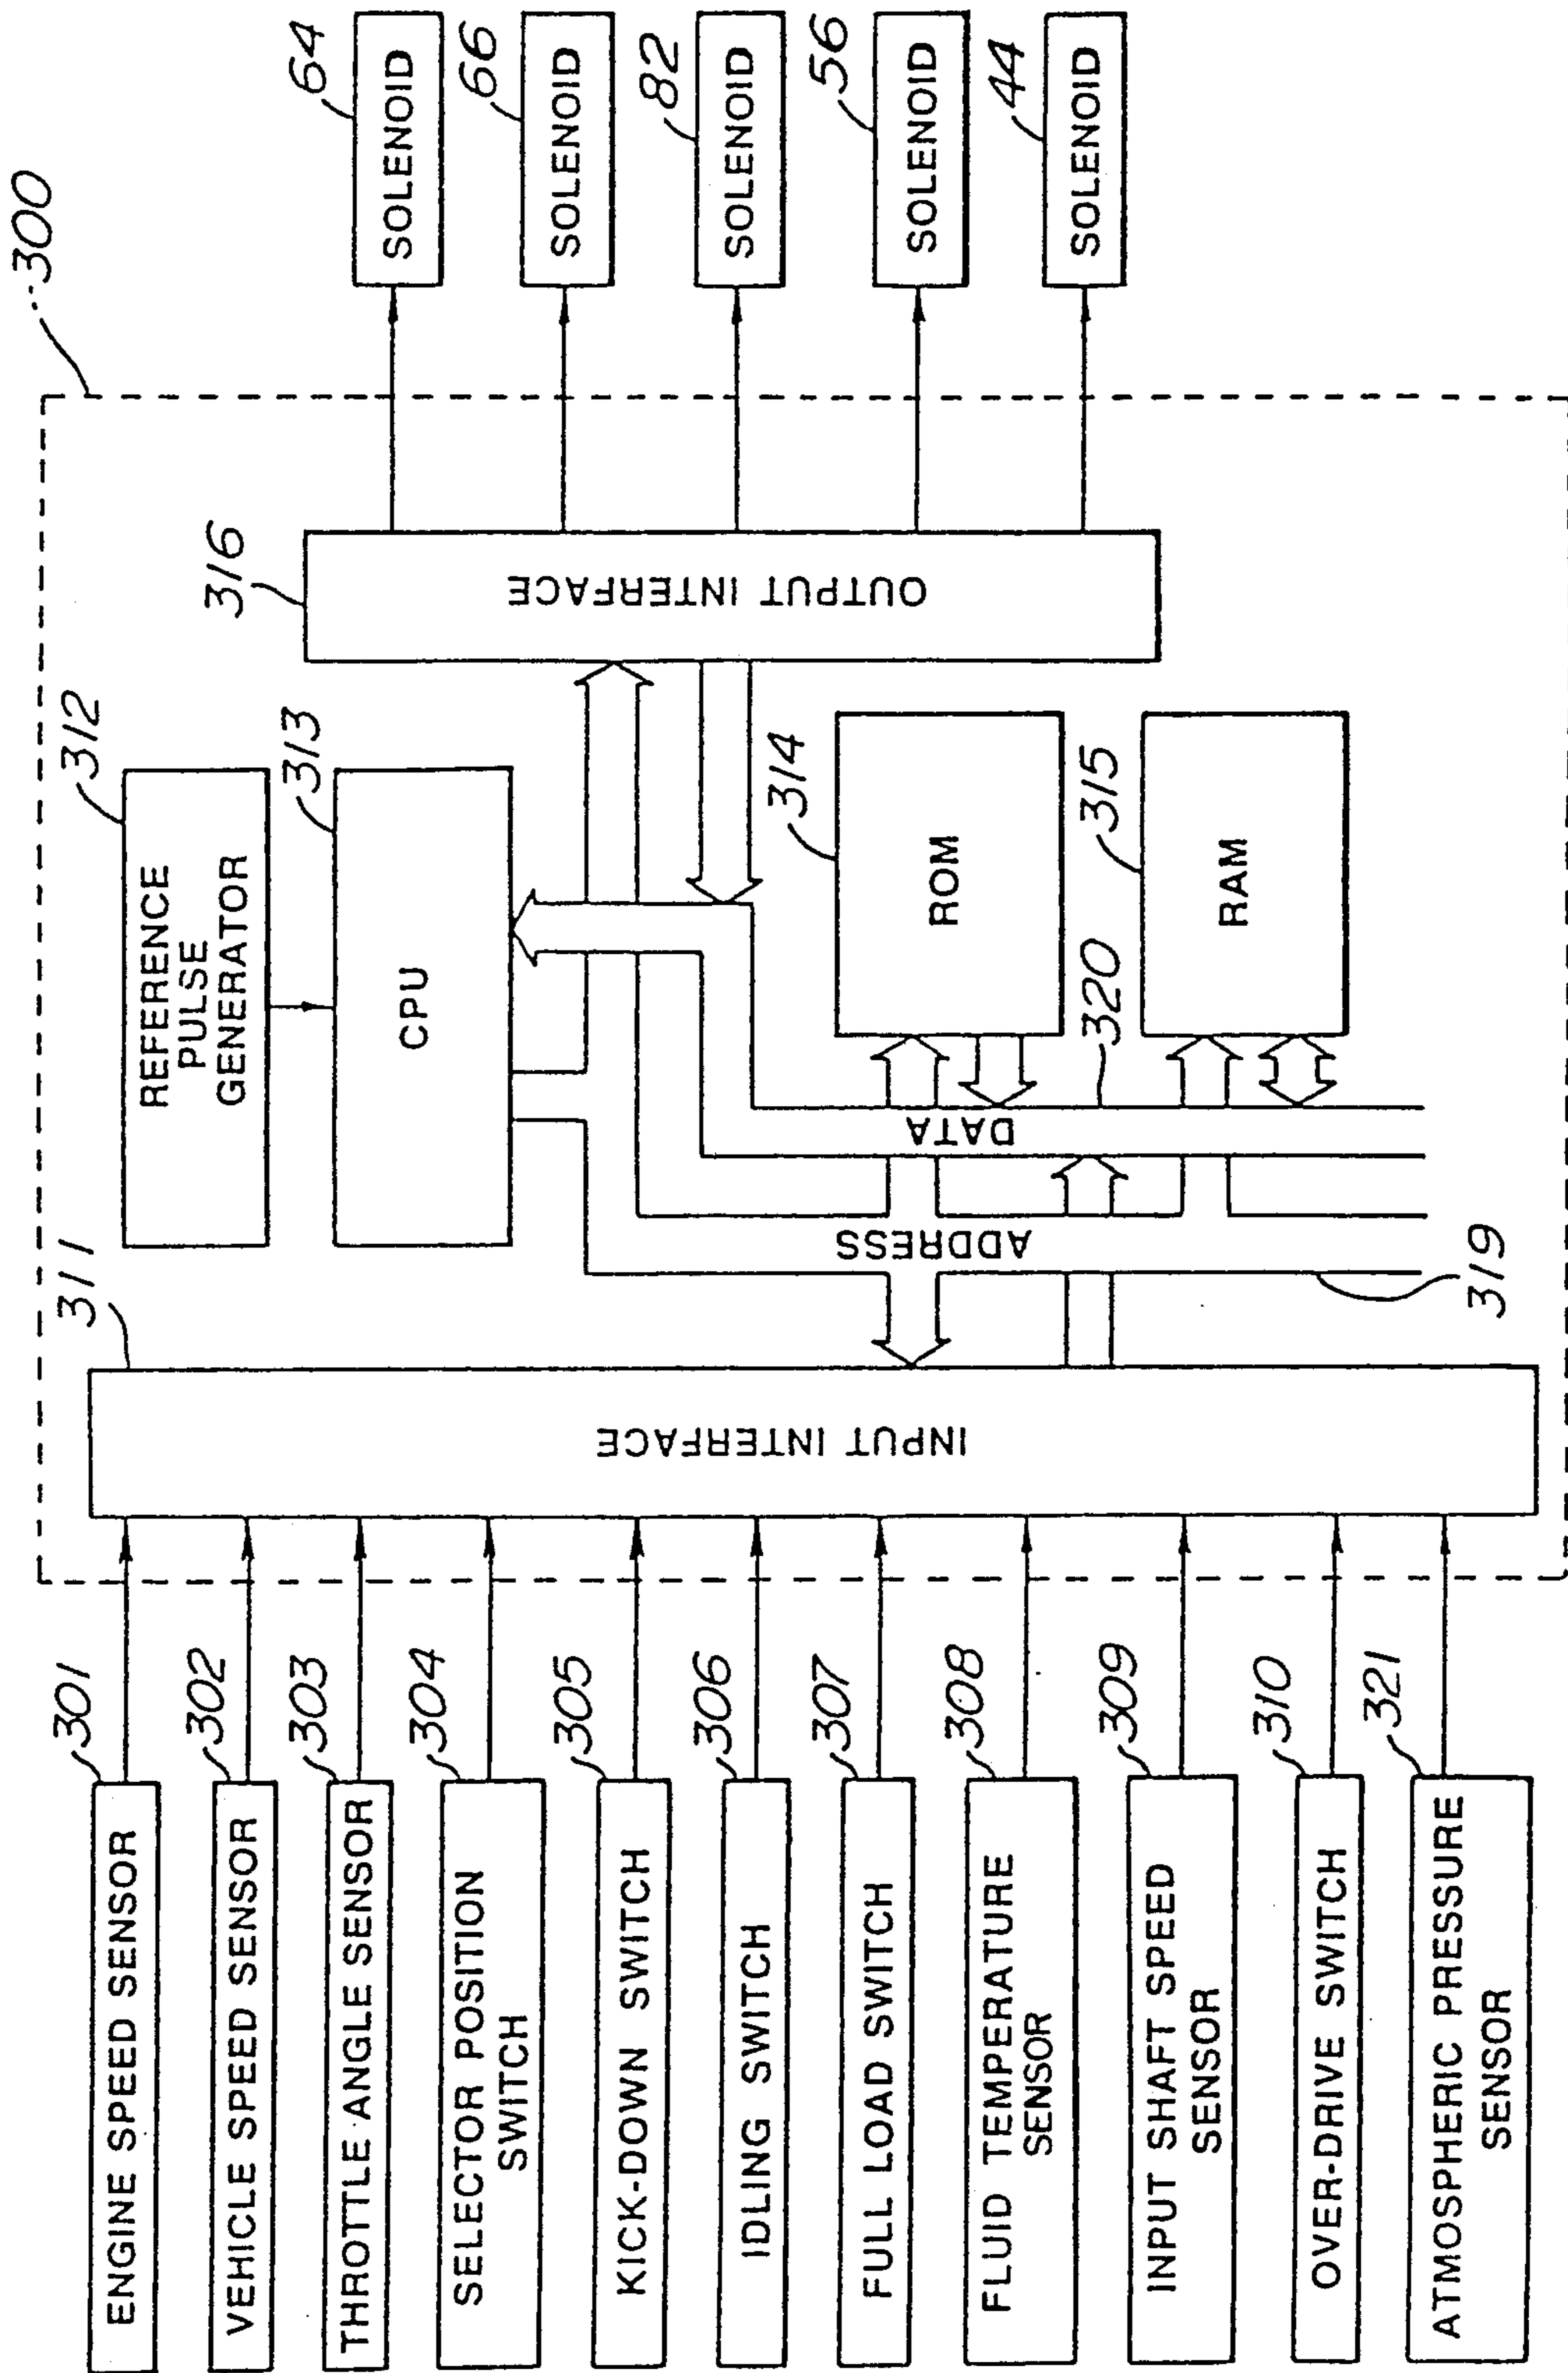 300
ENGINE SPEED SENSOR
301
VEHICLE SPEED SENSOR
302
THROTTLE ANGLE SENSOR
303
SELECTOR POSITION
SWITCH
304
KICK-DOWN SWITCH
305
IDLING SWITCH
306
FULL LOAD SWITCH
307
FLUID TEMPERATURE
SENSOR
308
INPUT SHAFT SPEED
SENSOR
309
OVER-DRIVE SWITCH
310
ATMOSPHERIC PRESSURE
SENSOR
321
311
INPUT INTERFACE
312
REFERENCE
PULSE
GENERATOR
313
CPU
ADDRESS
319
DATA
320
314
ROM
315
RAM
316
OUTPUT INTERFACE
64
SOLENOID
66
SOLENOID
82
SOLENOID
56
SOLENOID
44
SOLENOID